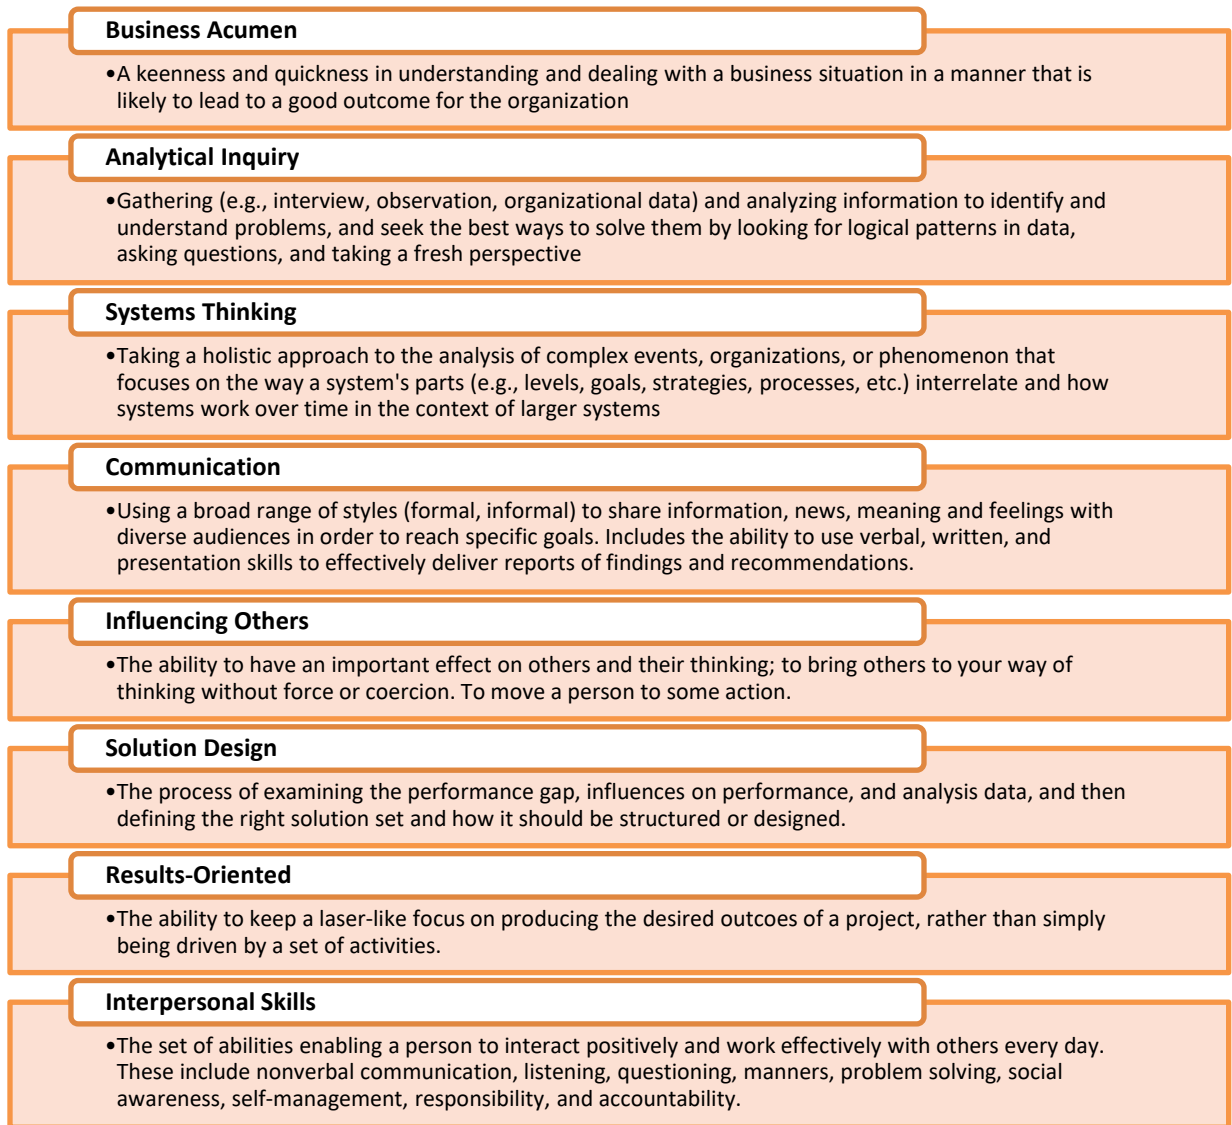 Business Acumen
•A keenness and quickness in understanding and dealing with a business situation in a manner that is
likely to lead to a good outcome for the organization
Analytical Inquiry
•Gathering (e.g., interview, observation, organizational data) and analyzing information to identify and
understand problems, and seek the best ways to solve them by looking for logical patterns in data,
asking questions, and taking a fresh perspective
Systems Thinking
•Taking a holistic approach to the analysis of complex events, organizations, or phenomenon that
focuses on the way a system's parts (e.g., levels, goals, strategies, processes, etc.) interrelate and how
systems work over time in the context of larger systems
Communication
•Using a broad range of styles (formal, informal) to share information, news, meaning and feelings with
diverse audiences in order to reach specific goals. Includes the ability to use verbal, written, and
presentation skills to effectively deliver reports of findings and recommendations.
Influencing Others
•The ability to have an important effect on others and their thinking; to bring others to your way of
thinking without force or coercion. To move a person to some action.
Solution Design
•The process of examining the performance gap, influences on performance, and analysis data, and then
defining the right solution set and how it should be structured or designed.
Results-Oriented
•The ability to keep a laser-like focus on producing the desired outcoes of a project, rather than simply
being driven by a set of activities.
Interpersonal Skills
•The set of abilities enabling a person to interact positively and work effectively with others every day.
These include nonverbal communication, listening, questioning, manners, problem solving, social
awareness, self-management, responsibility, and accountability.